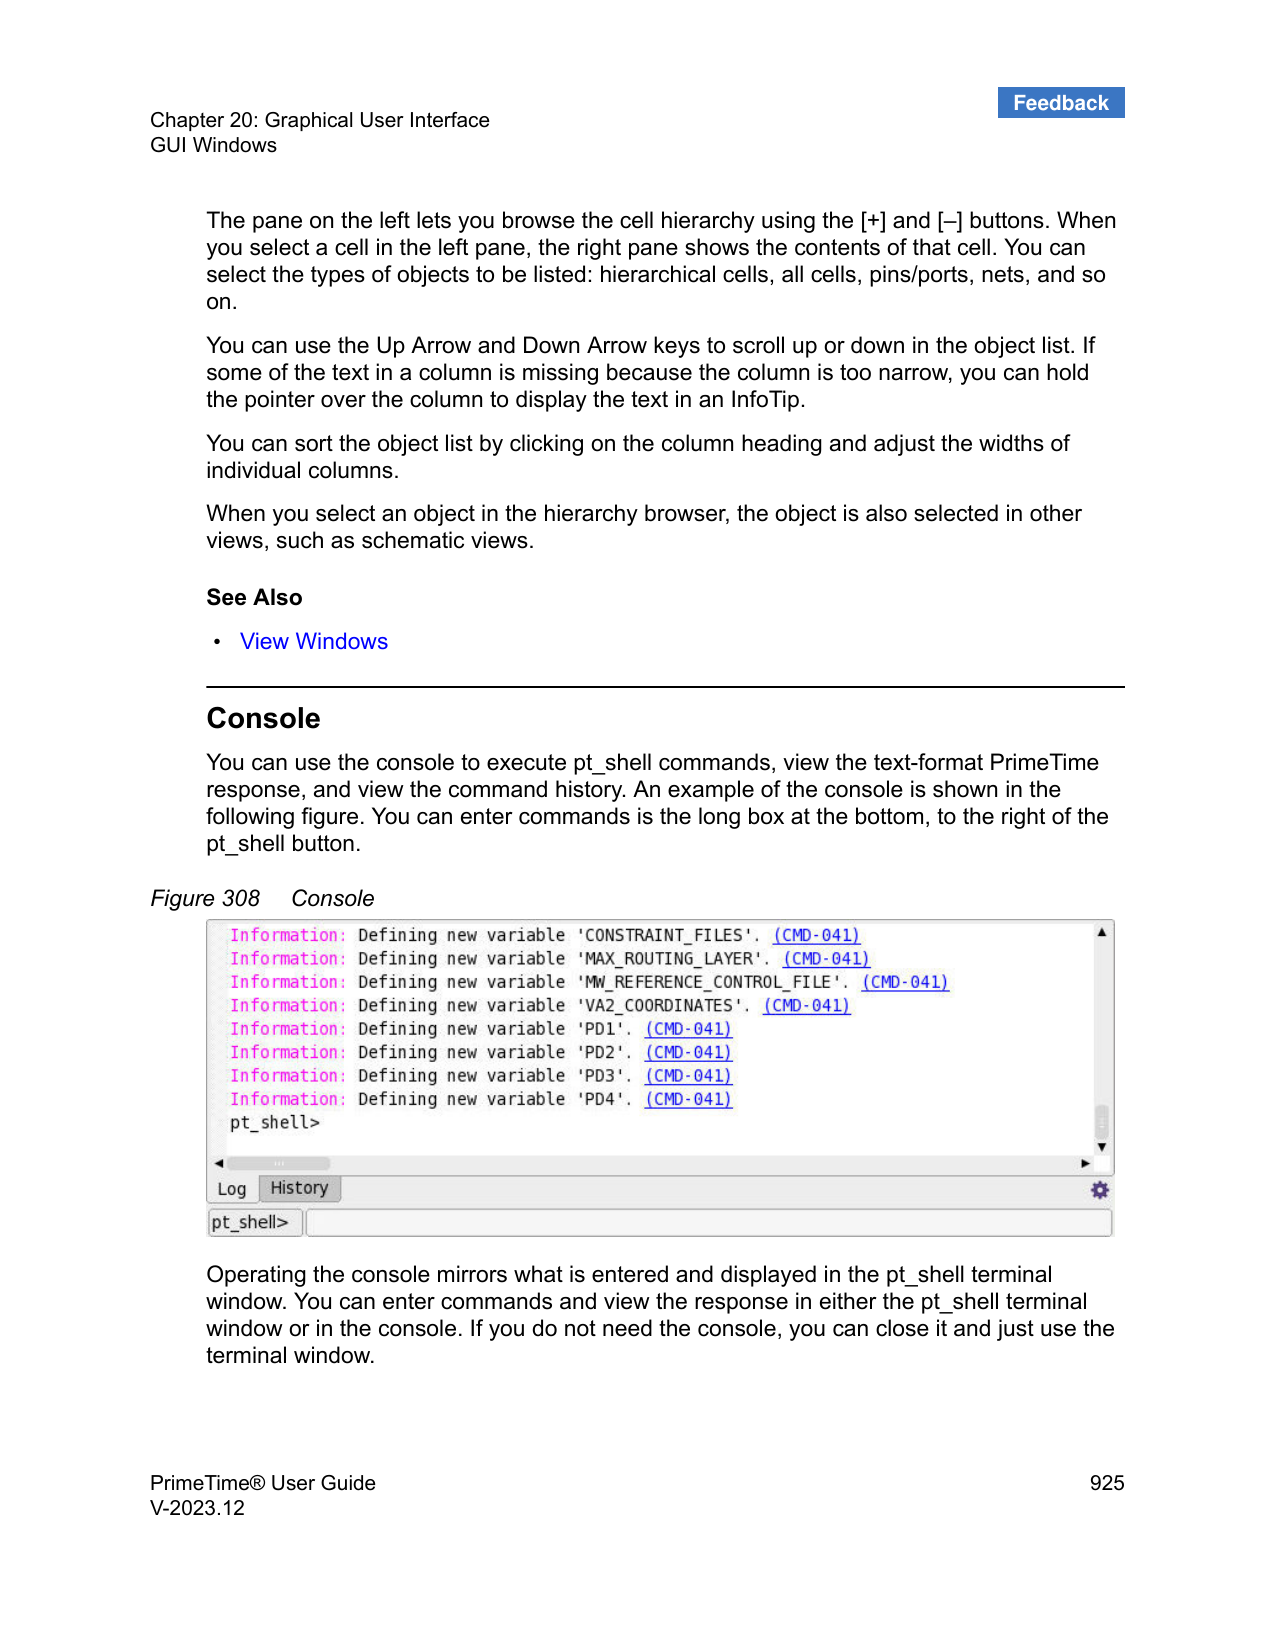 Feedback
Chapter 20: Graphical User Interface
GUI Windows
The pane on the left lets you browse the cell hierarchy using the [+] and [–] buttons. When
you select a cell in the left pane, the right pane shows the contents of that cell. You can
select the types of objects to be listed: hierarchical cells, all cells, pins/ports, nets, and so
on.
You can use the Up Arrow and Down Arrow keys to scroll up or down in the object list. If
some of the text in a column is missing because the column is too narrow, you can hold
the pointer over the column to display the text in an InfoTip.
You can sort the object list by clicking on the column heading and adjust the widths of
individual columns.
When you select an object in the hierarchy browser, the object is also selected in other
views, such as schematic views.
See Also
• View Windows
Console
You can use the console to execute pt_shell commands, view the text-format PrimeTime
response, and view the command history. An example of the console is shown in the
following figure. You can enter commands is the long box at the bottom, to the right of the
pt_shell button.
Figure 308 Console
Information: Defining new variable 'CONSTRAINT_FILES'. (CMD-041)
Information: Defining new variable 'MAX_ROUTING_LAYER'. (CMD-041)
Information: Defining new variable 'MW_REFERENCE_CONTROL_FILE'. (CMD-041)
Information: Defining new variable 'VA2_COORDINATES'. (CMD-041)
Information: Defining new variable 'PD1'. (CMD-041)
Information: Defining new variable 'PD2'. (CMD-041)
Information: Defining new variable 'PD3'. (CMD-041)
Information: Defining new variable 'PD4'. (CMD-041)
pt_shell>
Log History
pt_shell>
Operating the console mirrors what is entered and displayed in the pt_shell terminal
window. You can enter commands and view the response in either the pt_shell terminal
window or in the console. If you do not need the console, you can close it and just use the
terminal window.
PrimeTime® User Guide 925
V-2023.12